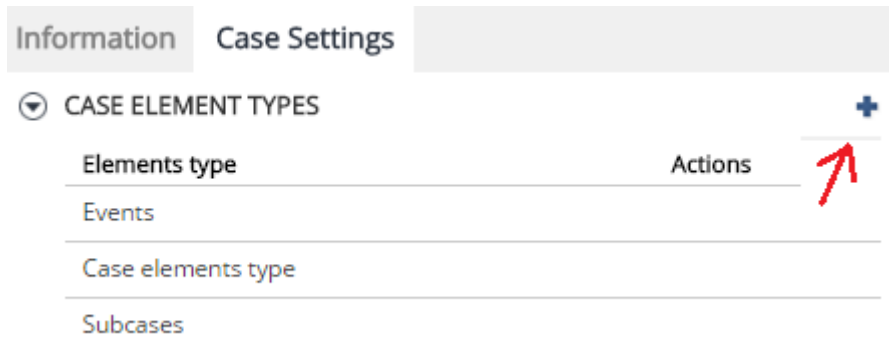 Information Case Settings
CASE ELEMENT TYPES
Elements type Actions
Events
Case elements type
Subcases